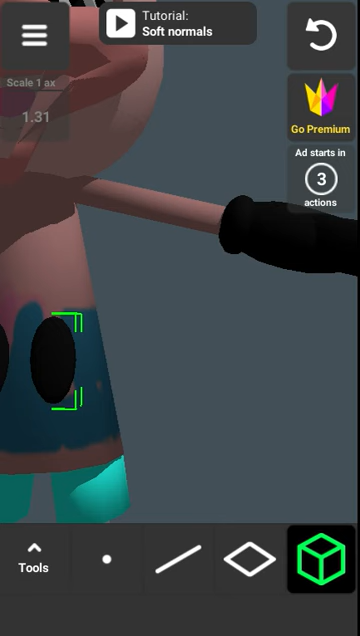 Tutorial:
Soft normals
Scale 1 ax
1.31
Go Premium
Ad starts in
3
actions
Tools